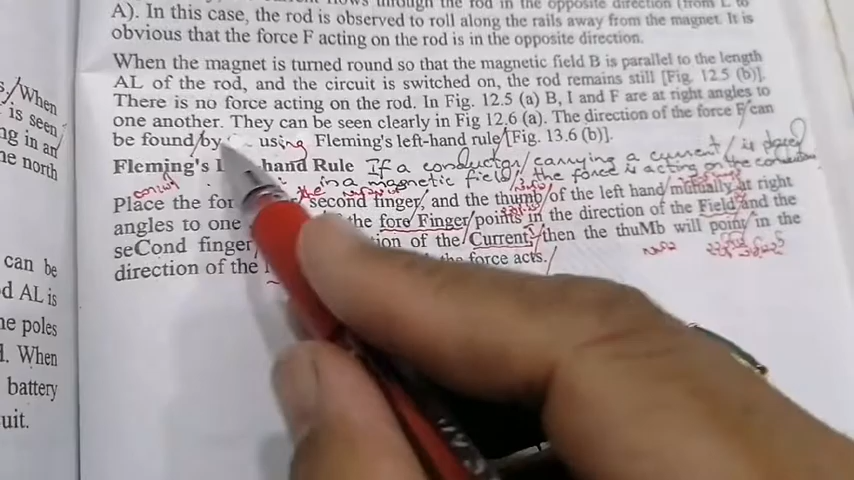 A). In this case, the rod is observed to roll along the rails away from the magnet. It is
obvious that the force F acting on the rod is in the opposite direction.
When the magnet is turned round so that the magnetic field B is parallel to the length
AL of the rod, and the circuit is switched on, the rod remains still [Fig. 12.5 (b)].
There is no force acting on the rod. In Fig. 12.5 (a) B, I and F are at right angles to
one another. They can be seen clearly in Fig 12.6 (a). The direction of the force F can
be found by using Fleming's left-hand rule [Fig. 13.6 (b)].
Fleming's hand Rule If a conductor carrying a current is placed
in a magnetic field, the force is acting on the
Place the for second finger, and the thumb of the left hand mutually at right
angles to one the fore Finger points in the direction of the Field and the
seCond finger ection of the Current, then the thuMb will point in the
direction of the force acts.
When
is seen
ng in an
e north
can be
d AL is
e poles
]. When
battery
uit.